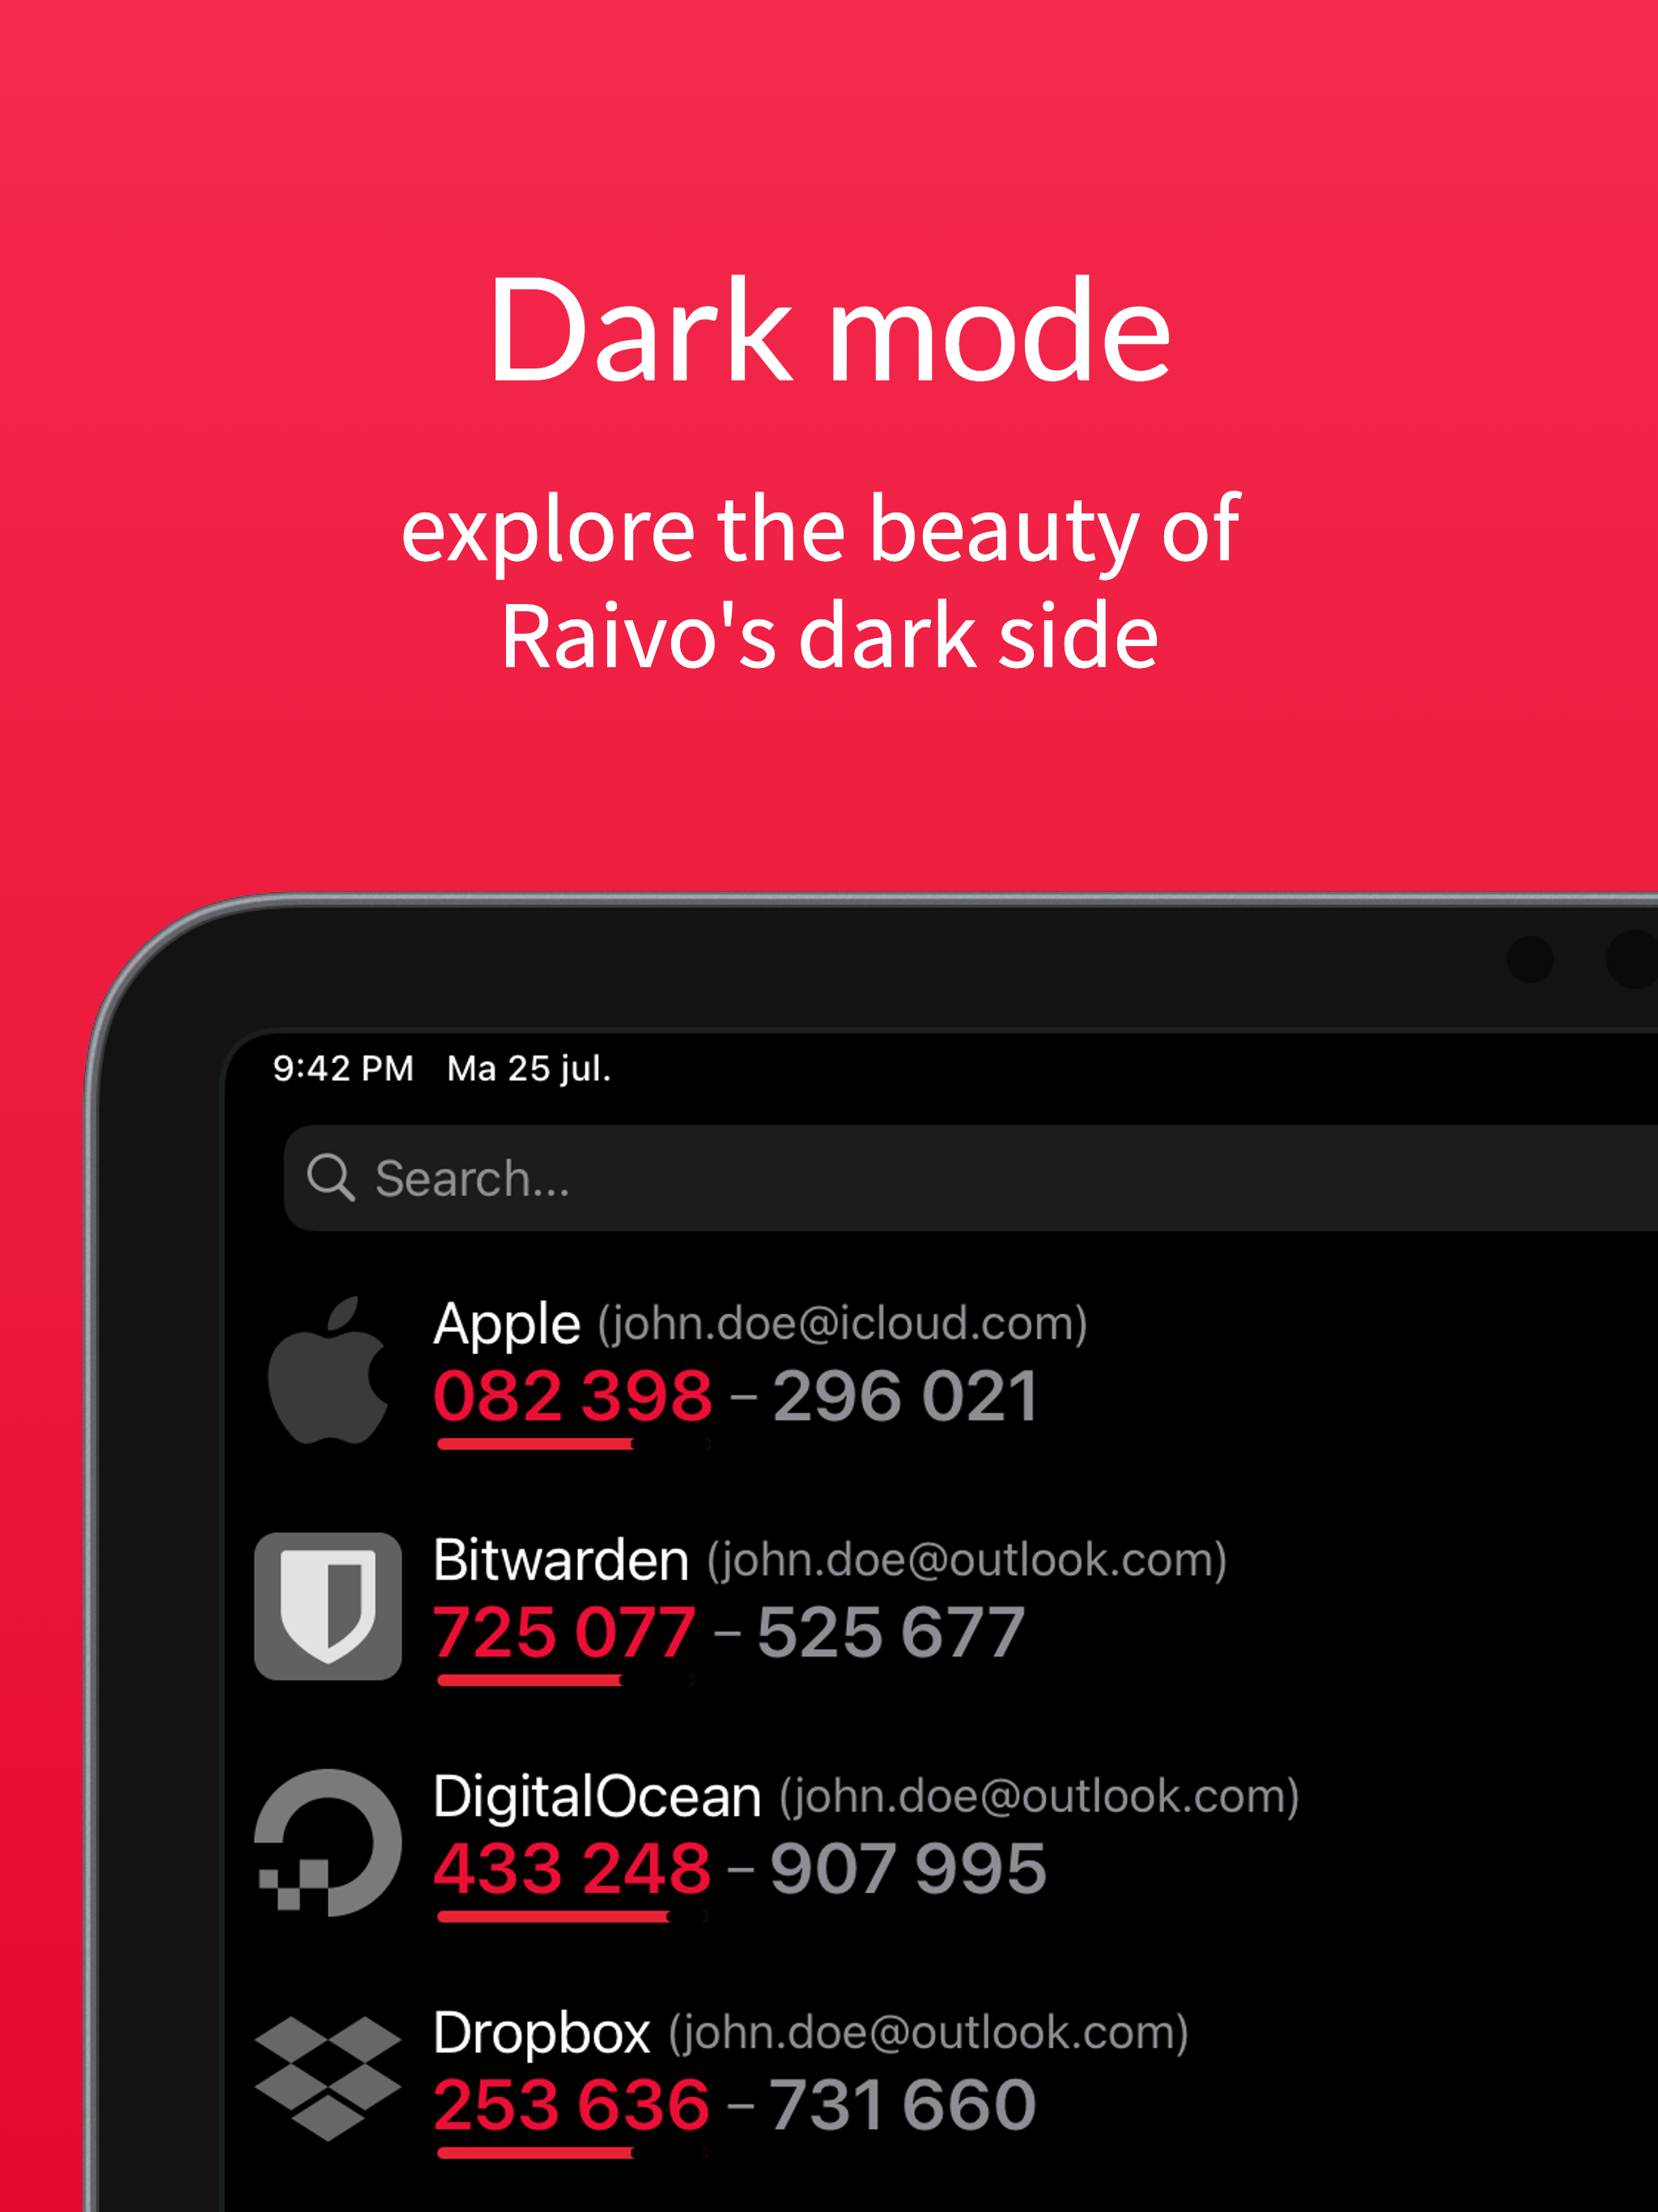 Dark mode
explore the beauty of
Raivo's dark side
9:42 PM Ma 25 jul.
Search...
Apple (john.doe@icloud.com)
082 398 – 296 021
Bitwarden (john.doe@outlook.com)
725 077 – 525 677
DigitalOcean (john.doe@outlook.com)
433 248 – 907 995
Dropbox (john.doe@outlook.com)
253 636 – 731 660